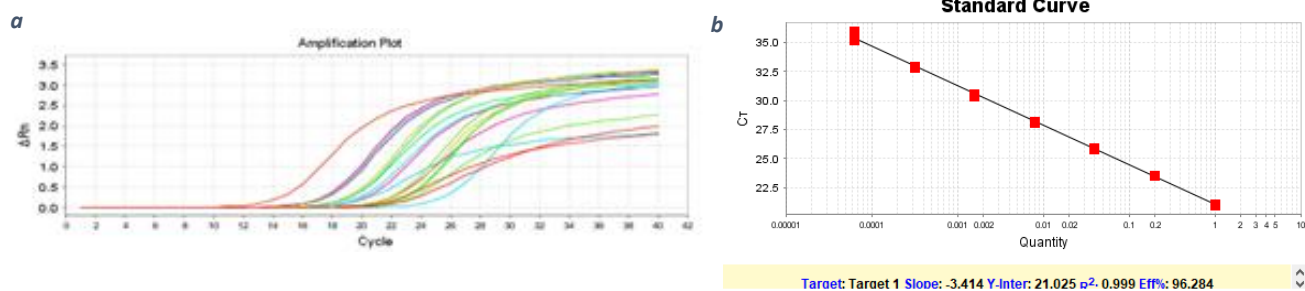 a
Amplification Plot
ΔRn
3.5
3.0
2.5
2.0
1.5
1.0
0.5
0.0
0 2 4 6 8 10 12 14 16 18 20 22 24 26 28 30 32 34 36 38 40 42
Cycle
b
Standard Curve
CT
35.0
32.5
30.0
27.5
25.0
22.5
0.00001 0.0001 0.001 0.002 0.01 0.02 0.1 0.2 1 2 3 4 5 10
Quantity
Target: Target 1 Slope: -3.414 Y-Inter: 21.025 R²: 0.999 Eff%: 96.284